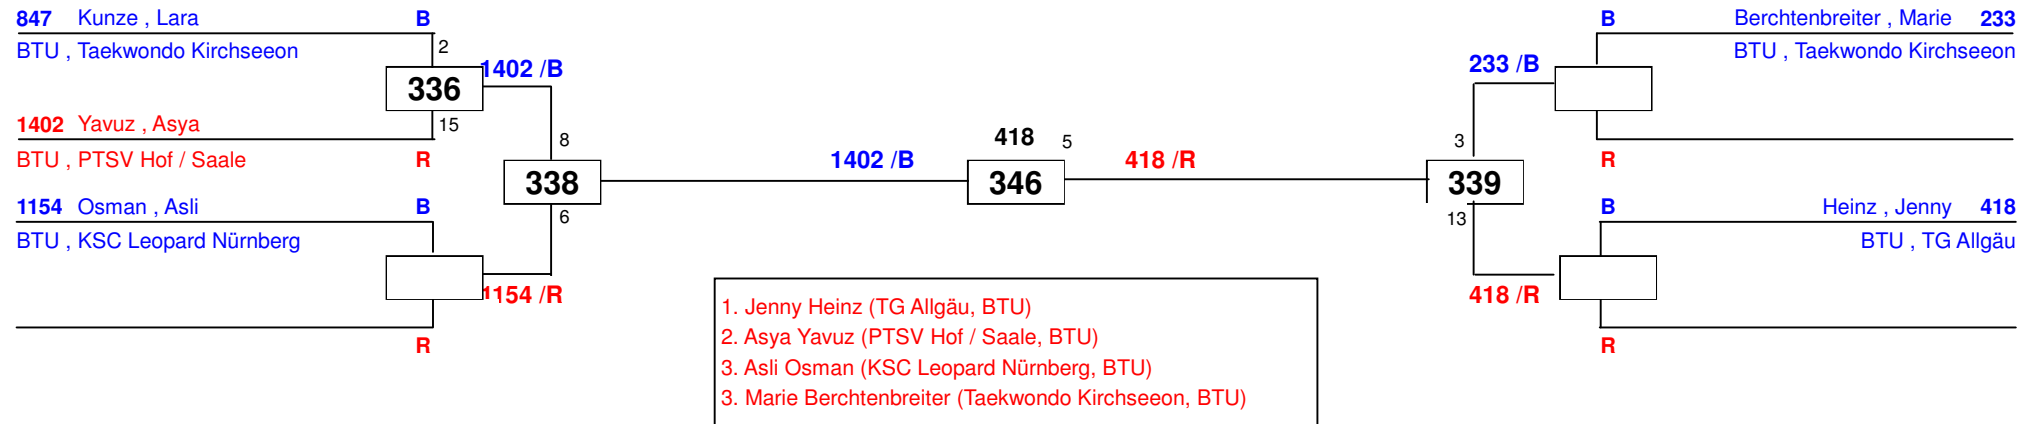 847 Kunze , Lara B
BTU , Taekwondo Kirchseeon
2
336
1402 /B
1402 Yavuz , Asya
15
BTU , PTSV Hof / Saale R
8
338
6
1154 Osman , Asli B
BTU , KSC Leopard Nürnberg
1154 /R
R
1402 /B
418 5
346
418 /R
B Berchtenbreiter , Marie 233
BTU , Taekwondo Kirchseeon
233 /B
R
3
339
13
B Heinz , Jenny 418
BTU , TG Allgäu
418 /R
R
1. Jenny Heinz (TG Allgäu, BTU)
2. Asya Yavuz (PTSV Hof / Saale, BTU)
3. Asli Osman (KSC Leopard Nürnberg, BTU)
3. Marie Berchtenbreiter (Taekwondo Kirchseeon, BTU)